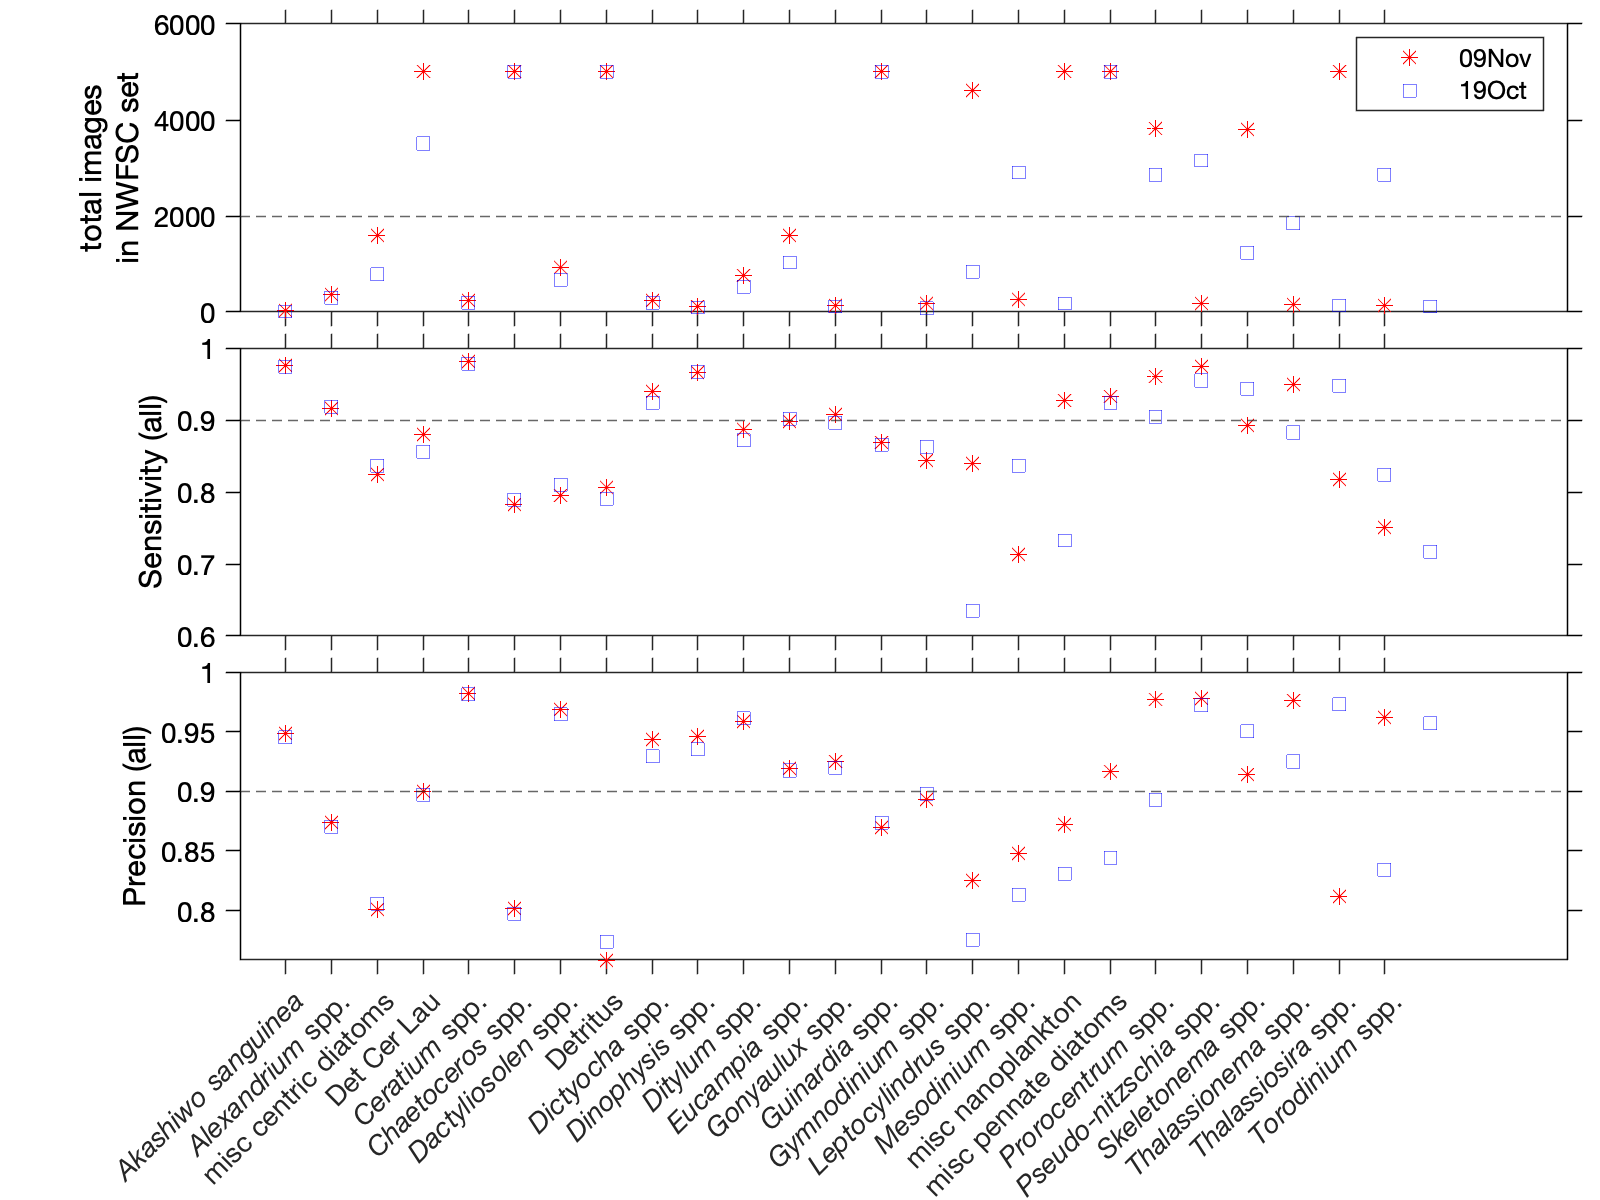 6000
4000
2000
0
total images
in NWFSC set
09Nov
19Oct
1
0.9
0.8
0.7
0.6
Sensitivity (all)
1
0.95
0.9
0.85
0.8
Precision (all)
Akashiwo sanguinea
Alexandrium spp.
misc centric diatoms
Det Cer Lau
Ceratium spp.
Chaetoceros spp.
Dactyliosolen spp.
Detritus
Dictyocha spp.
Dinophysis spp.
Ditylum spp.
Eucampia spp.
Gonyaulux spp.
Guinardia spp.
Gymnodinium spp.
Leptocylindrus spp.
Mesodinium spp.
misc nanoplankton
misc pennate diatoms
Prorocentrum spp.
Pseudo-nitzschia spp.
Skeletonema spp.
Thalassionema spp.
Thalassiosira spp.
Torodinium spp.